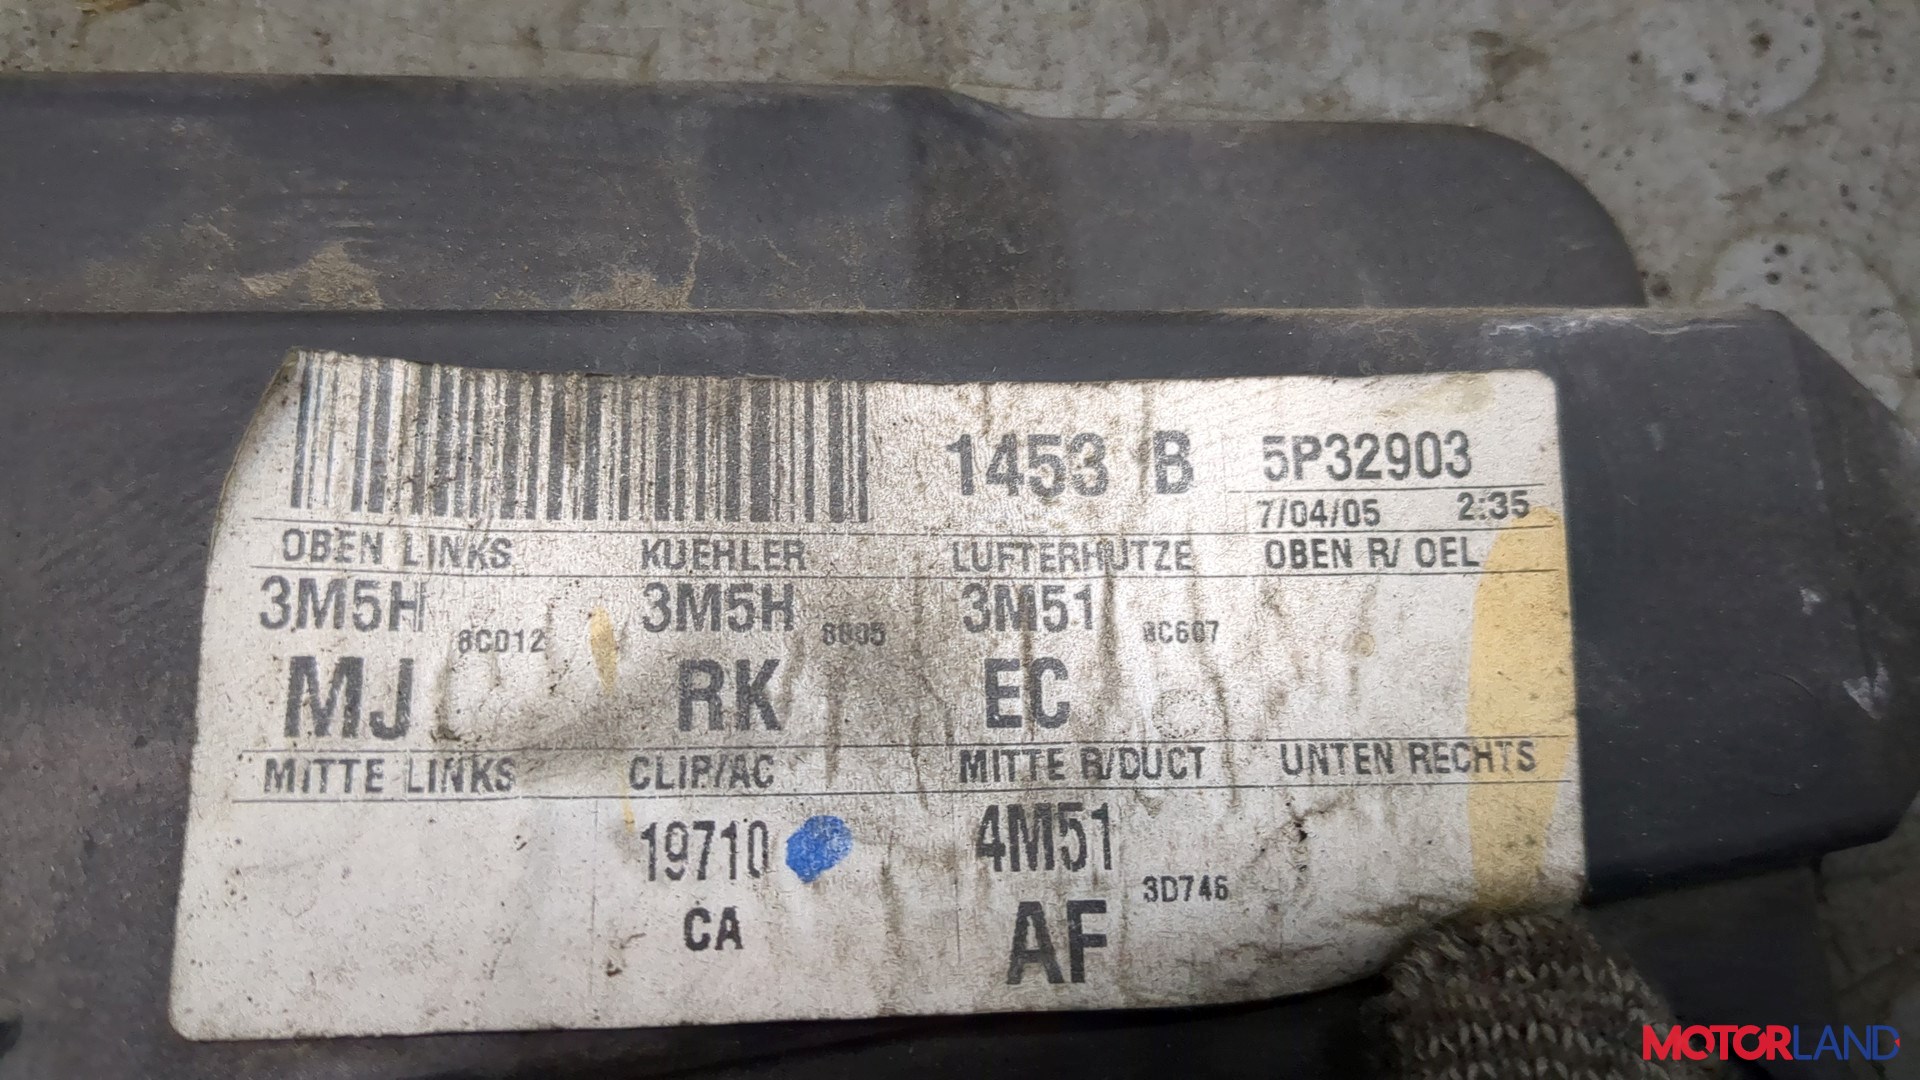 1453 B 5P32903
7/04/05 2:35
OBEN LINKS KUEHLER LUFTERHUTZE OBEN R/ OEL
3M5H 8C012 3M5H 8005 3M51 8C607
MJ RK EC
MITTE LINKS CLIP/AC MITTE R/DUCT UNTEN RECHTS
19710 4M51 3D746
CA AF
MOTORLAND